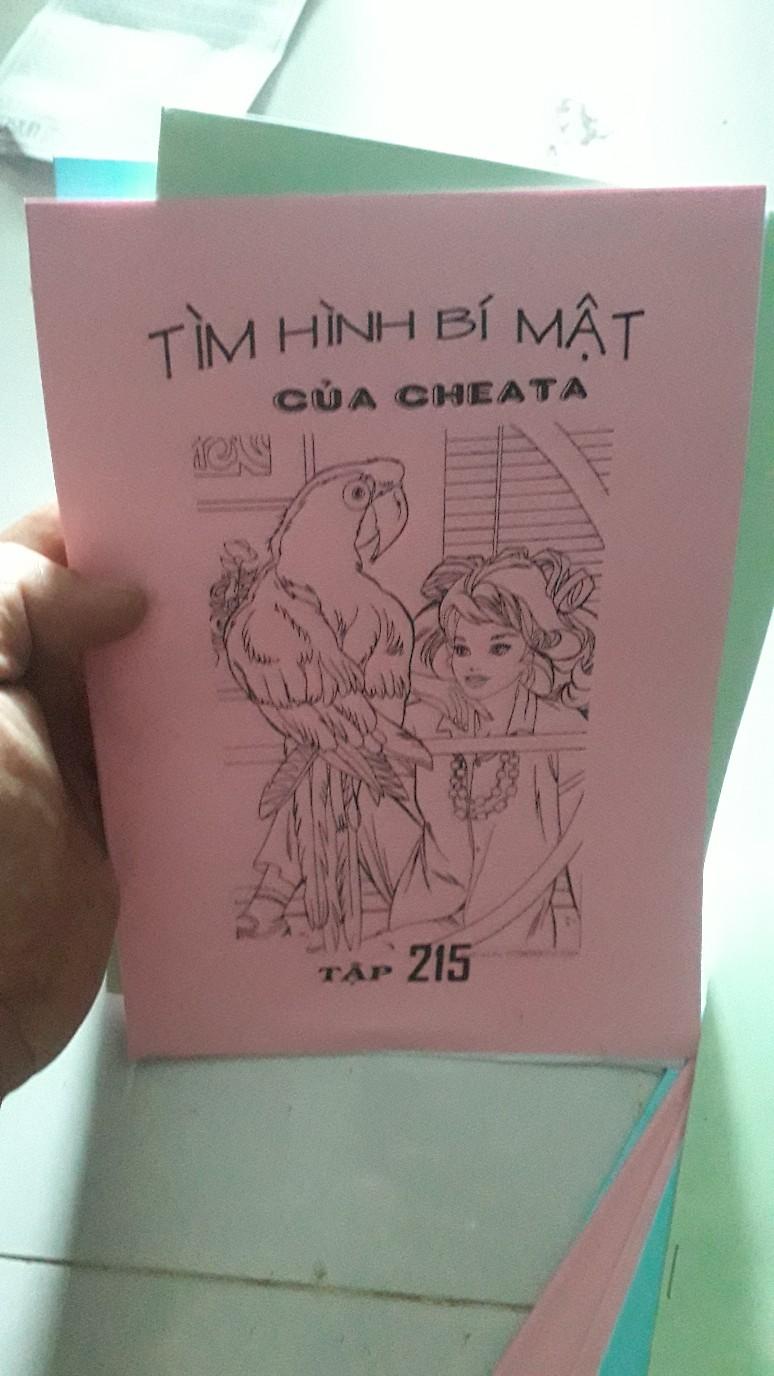 TÌM HÌNH BÍ MẬT
CỦA CHEATA
TẬP 215